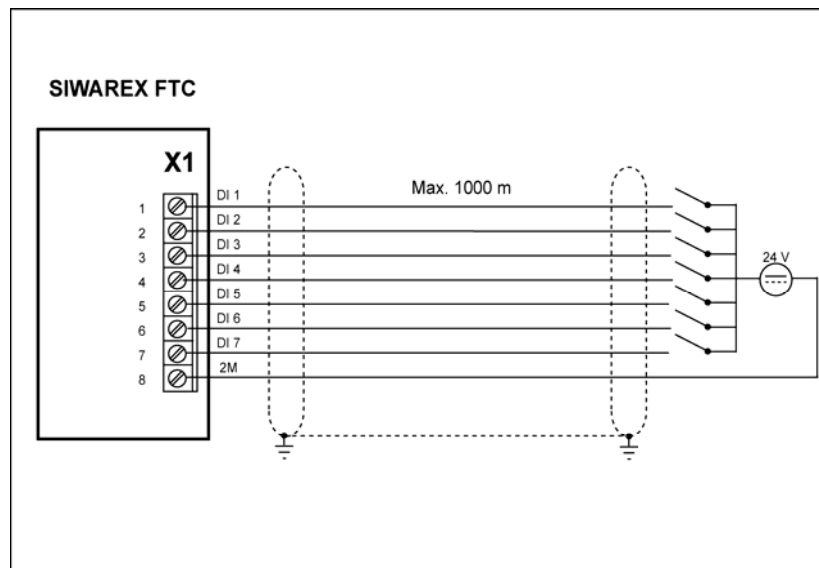 SIWAREX FTC
X1
Max. 1000 m
1 DI 1
2 DI 2
3 DI 3
4 DI 4
5 DI 5
6 DI 6
7 DI 7
8 2M
24 V